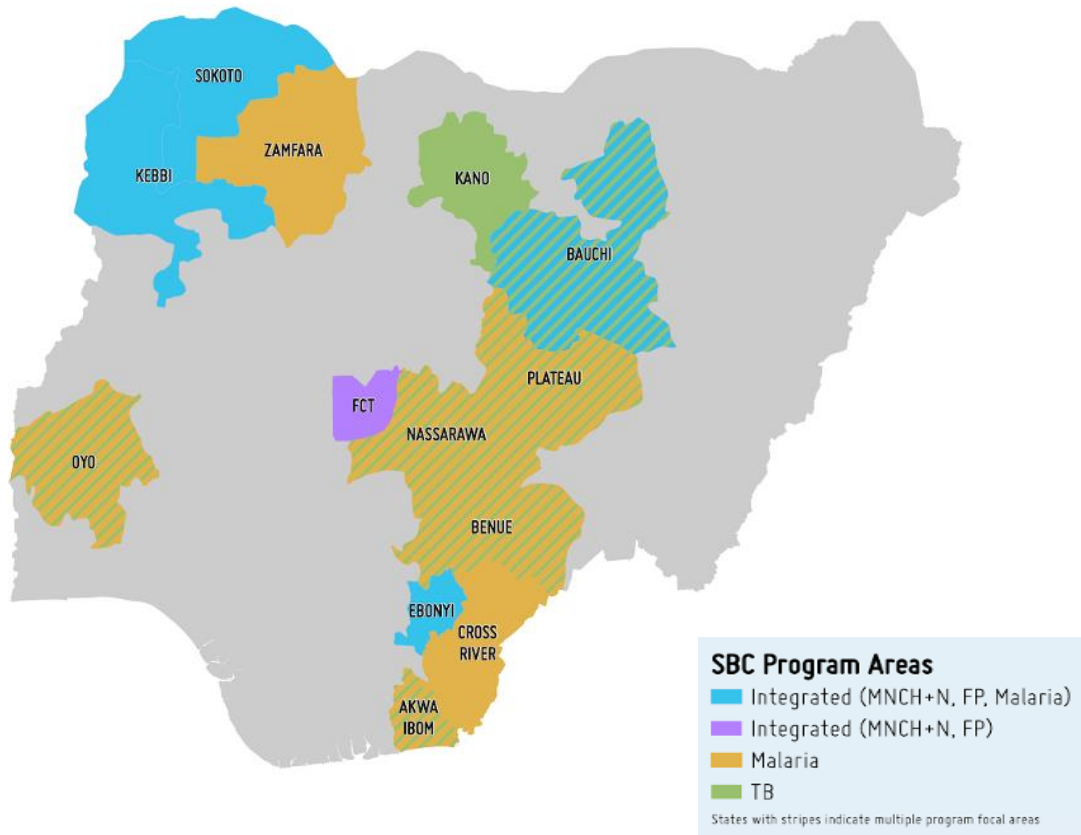 SOKOTO
ZAMFARA
KEBBI
KANO
BAUCHI
PLATEAU
FCT
NASSARAWA
OYO
BENUE
EBONYI
CROSS
RIVER
AKWA
IBOM
SBC Program Areas
Integrated (MNCH+N, FP, Malaria)
Integrated (MNCH+N, FP)
Malaria
TB
States with stripes indicate multiple program focal areas